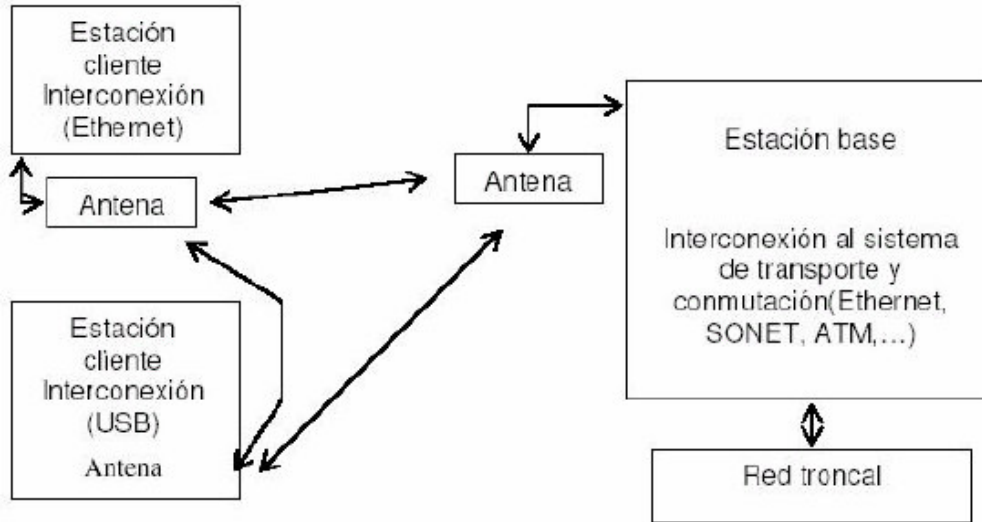 Estación
cliente
Interconexión
(Ethernet)
Antena
Antena
Estación base
Interconexión al sistema
de transporte y
conmutación(Ethernet,
SONET, ATM,...)
Estación
cliente
Interconexión
(USB)
Antena
Red troncal